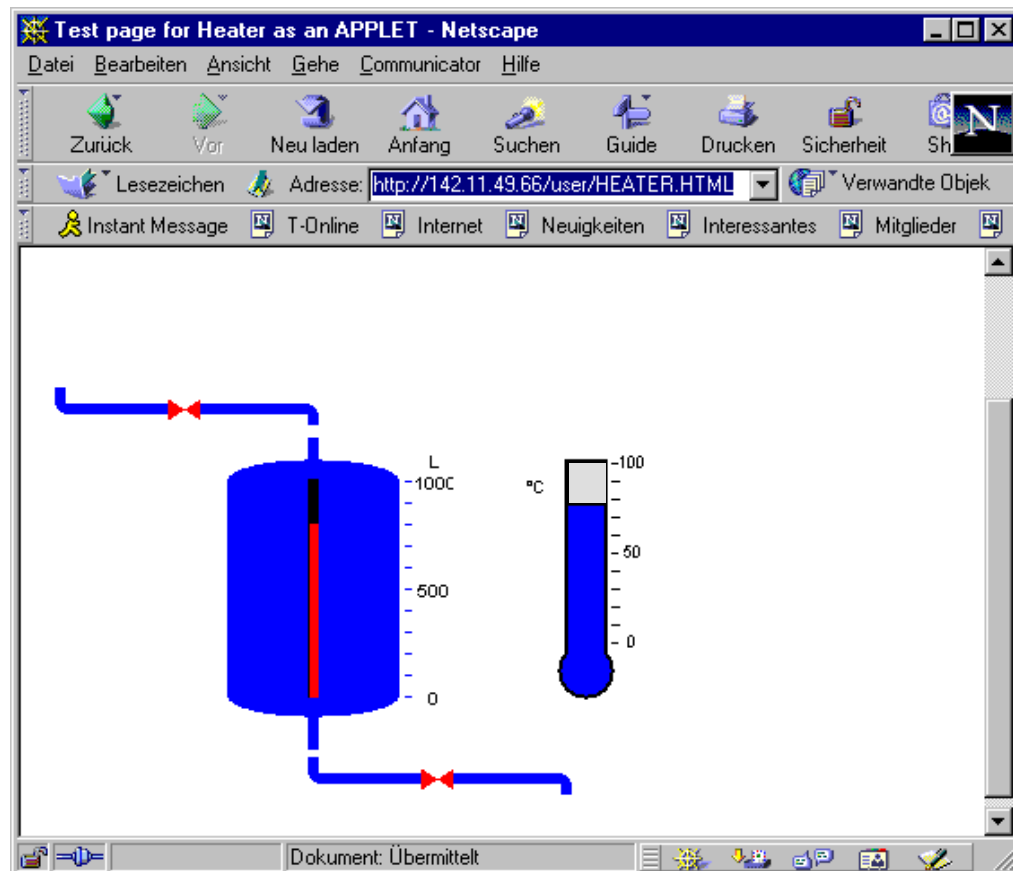 Test page for Heater as an APPLET - Netscape
Datei Bearbeiten Ansicht Gehe Communicator Hilfe
Zurück Vor Neu laden Anfang Suchen Guide Drucken Sicherheit Sh
N
Lesezeichen Adresse: http://142.11.49.66/user/HEATER.HTML Verwandte Objek
Instant Message T-Online Internet Neuigkeiten Interessantes Mitglieder
L
1000
500
0
°C
100
50
0
Dokument: Übermittelt